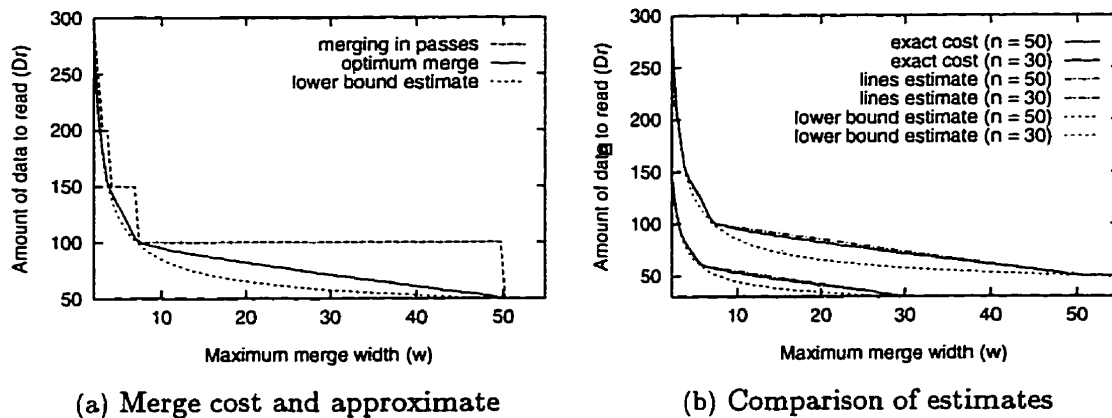 Amount of data to read (Dr)
300
250
200
150
100
50
merging in passes
optimum merge
lower bound estimate
10 20 30 40 50
Maximum merge width (w)
(a) Merge cost and approximate
Amount of data to read (Dr)
300
250
200
150
100
50
exact cost (n = 50)
exact cost (n = 30)
lines estimate (n = 50)
lines estimate (n = 30)
lower bound estimate (n = 50)
lower bound estimate (n = 30)
10 20 30 40 50
Maximum merge width (w)
(b) Comparison of estimates